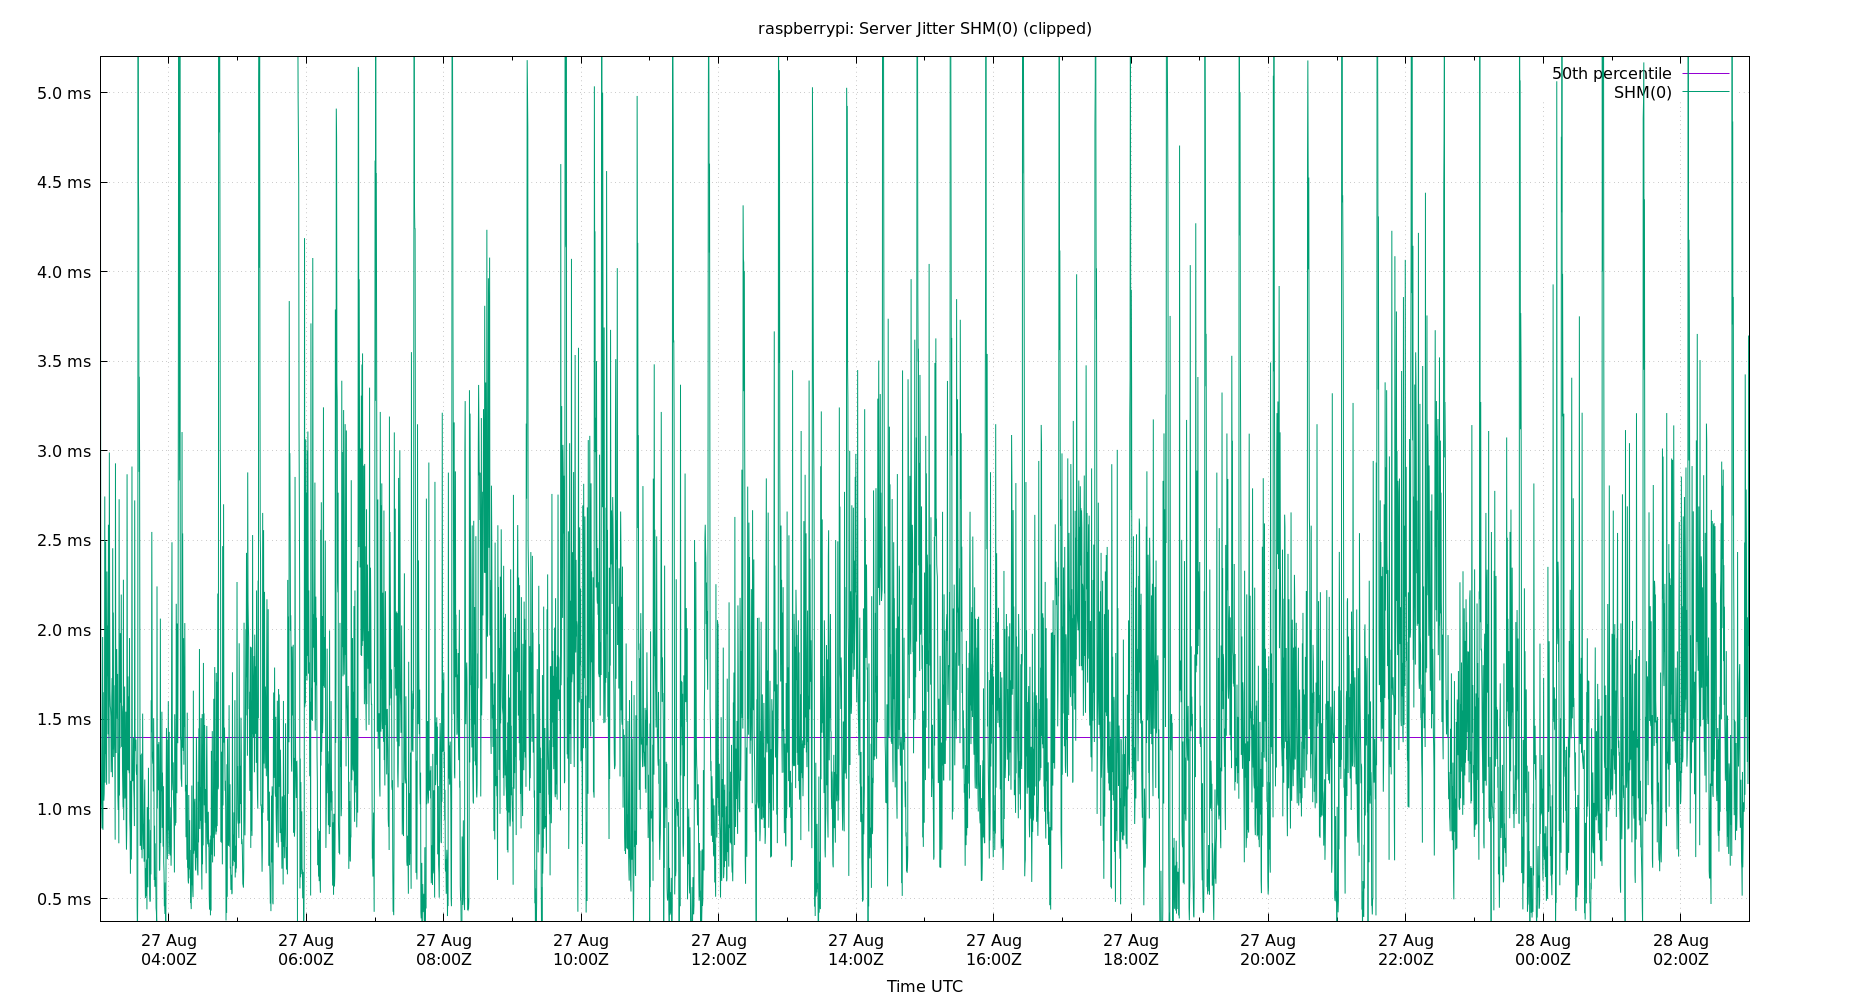 raspberrypi: Server Jitter SHM(0) (clipped)
50th percentile
SHM(0)
5.0 ms
4.5 ms
4.0 ms
3.5 ms
3.0 ms
2.5 ms
2.0 ms
1.5 ms
1.0 ms
0.5 ms
27 Aug 27 Aug 27 Aug 27 Aug 27 Aug 27 Aug 27 Aug 27 Aug 27 Aug 27 Aug 28 Aug 28 Aug
04:00Z 06:00Z 08:00Z 10:00Z 12:00Z 14:00Z 16:00Z 18:00Z 20:00Z 22:00Z 00:00Z 02:00Z
Time UTC